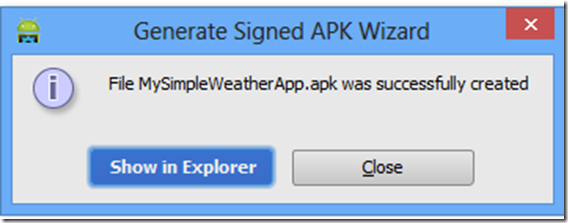 Generate Signed APK Wizard
File MySimpleWeatherApp.apk was successfully created
Show in Explorer
Close